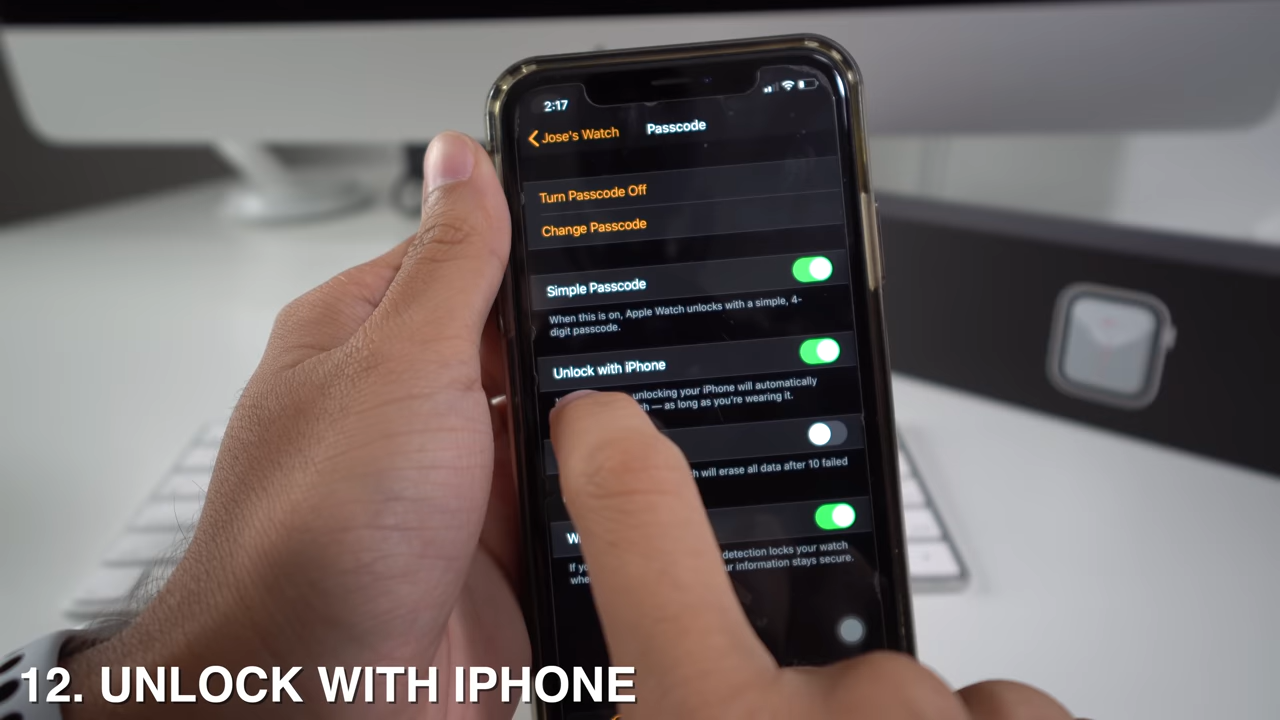 2:17
Jose's Watch
Passcode
Turn Passcode Off
Change Passcode
Simple Passcode
When this is on, Apple Watch unlocks with a simple, 4-
digit passcode.
Unlock with iPhone
unlocking your iPhone will automatically
— as long as you're wearing it.
will erase all data after 10 failed
detection locks your watch
information stays secure.
12. UNLOCK WITH IPHONE